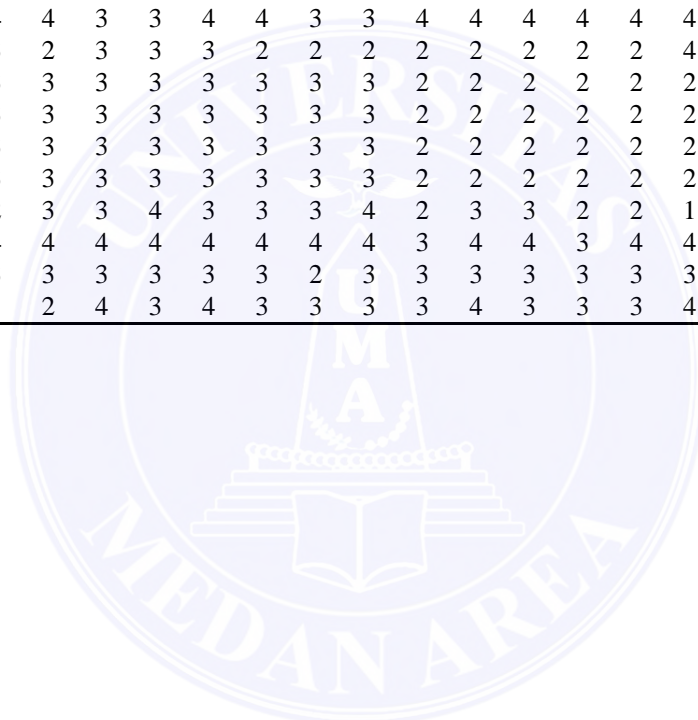 4 3 3 4 4 3 3 4 4 4 4 4 4
2 3 3 3 2 2 2 2 2 2 2 2 4
3 3 3 3 3 3 3 2 2 2 2 2 2
3 3 3 3 3 3 3 2 2 2 2 2 2
3 3 3 3 3 3 3 2 2 2 2 2 2
3 3 3 3 3 3 3 2 2 2 2 2 2
3 3 4 3 3 3 4 2 3 3 2 2 1
4 4 4 4 4 4 4 3 4 4 3 4 4
3 3 3 3 3 2 3 3 3 3 3 3 3
2 4 3 4 3 3 3 3 4 3 3 3 4
UNIVERSITAS
UMA
MEDAN AREA